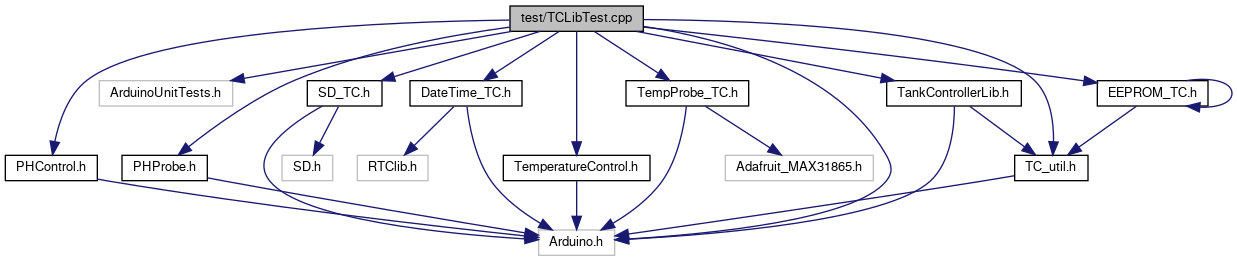 test/TCLibTest.cpp
ArduinoUnitTests.h
SD_TC.h
DateTime_TC.h
TempProbe_TC.h
TankControllerLib.h
EEPROM_TC.h
PHControl.h
PHProbe.h
SD.h
RTClib.h
TemperatureControl.h
Adafruit_MAX31865.h
TC_util.h
Arduino.h